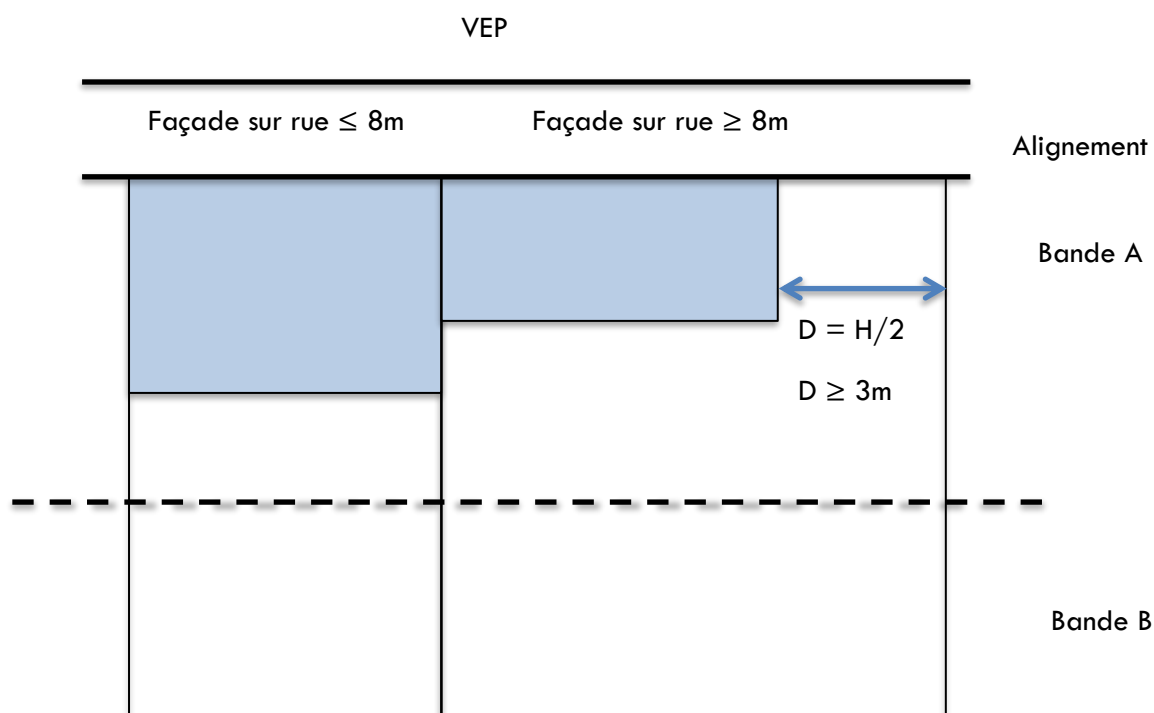 VEP
Façade sur rue ≤ 8m
Façade sur rue ≥ 8m
Alignement
Bande A
D = H/2
D ≥ 3m
Bande B